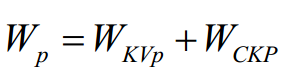 W_p = W_{KVp} + W_{CKP}